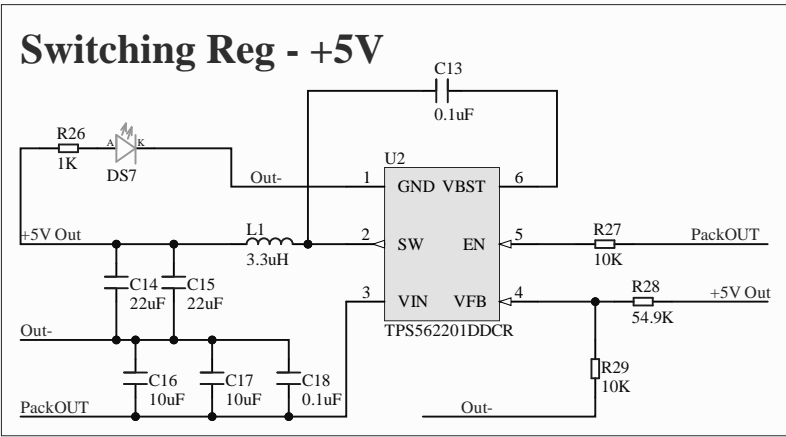 Switching Reg - +5V
C13
0.1uF
R26
1K
A
K
DS7
U2
Out-
1
GND
VBST
6
+5V Out
L1
3.3uH
2
SW
EN
5
R27
10K
PackOUT
C14
22uF
C15
22uF
3
VIN
VFB
4
R28
54.9K
+5V Out
TPS562201DDCR
Out-
C16
10uF
C17
10uF
C18
0.1uF
R29
10K
PackOUT
Out-